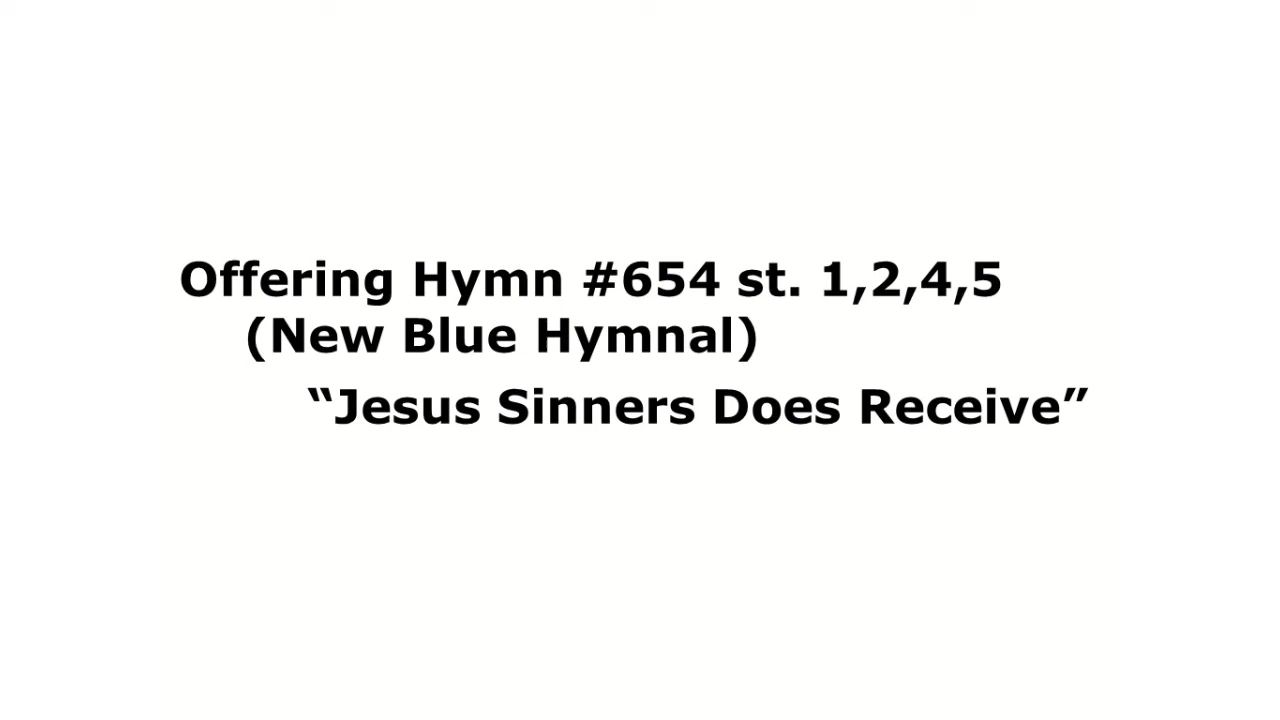 Offering Hymn #654 st. 1,2,4,5
(New Blue Hymnal)
“Jesus Sinners Does Receive”